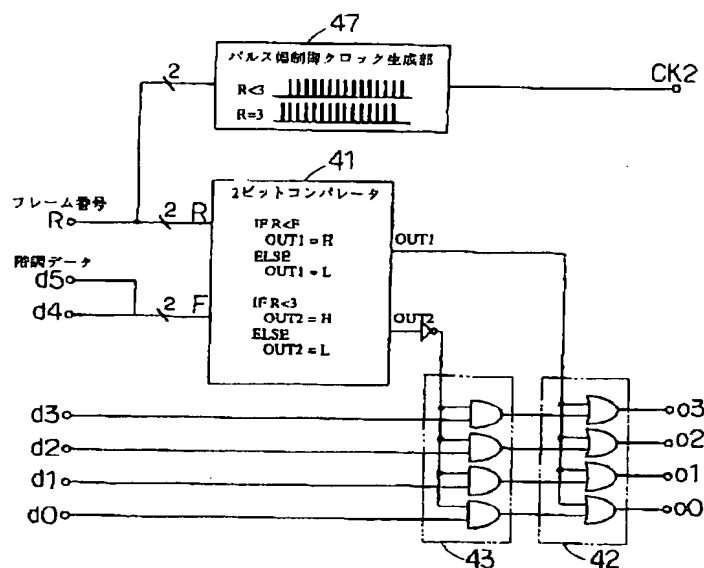 47
パルス幅制御クロック生成部
R<3
R=3
2
CK2
41
2ビットコンパレータ
フレーム番号
R
2
R
IF R<F
OUT1 = H
ELSE
OUT1 = L
OUT1
階調データ
d5
d4
2
F
IF R<3
OUT2 = H
ELSE
OUT2 = L
OUT2
d3
d2
d1
d0
o3
o2
o1
o0
43
42